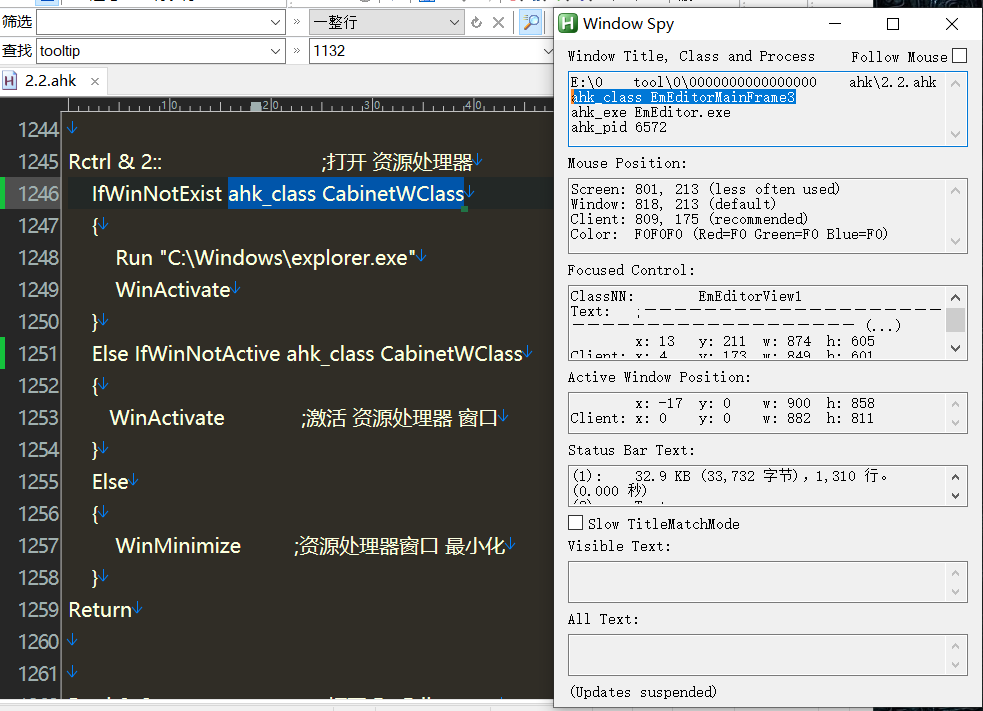 筛选
一整行
查找 tooltip
»
1132
2.2.ahk
10 20 30 40
1244
1245 Rctrl & 2:: ;打开 资源处理器
1246 IfWinNotExist ahk_class CabinetWClass
1247 {
1248 Run "C:\Windows\explorer.exe"
1249 WinActivate
1250 }
1251 Else IfWinNotActive ahk_class CabinetWClass
1252 {
1253 WinActivate ;激活 资源处理器 窗口
1254 }
1255 Else
1256 {
1257 WinMinimize ;资源处理器窗口 最小化
1258 }
1259 Return
1260
1261
Window Spy
Window Title, Class and Process
Follow Mouse
E:\0 tool\0\0000000000000000 ahk\2.2.ahk
ahk_class EmEditorMainFrame3
ahk_exe EmEditor.exe
ahk_pid 6572
Mouse Position:
Screen: 801, 213 (less often used)
Window: 818, 213 (default)
Client: 809, 175 (recommended)
Color: F0F0F0 (Red=F0 Green=F0 Blue=F0)
Focused Control:
ClassNN: EmEditorView1
Text: ;-----------------------
---------------------- (...)
x: 13 y: 211 w: 874 h: 605
Client: x: 4 y: 173 w: 849 h: 601
Active Window Position:
x: -17 y: 0 w: 900 h: 858
Client: x: 0 y: 0 w: 882 h: 811
Status Bar Text:
(1): 32.9 KB (33,732 字节), 1,310 行。
(0.000 秒)
Slow TitleMatchMode
Visible Text:
All Text:
(Updates suspended)